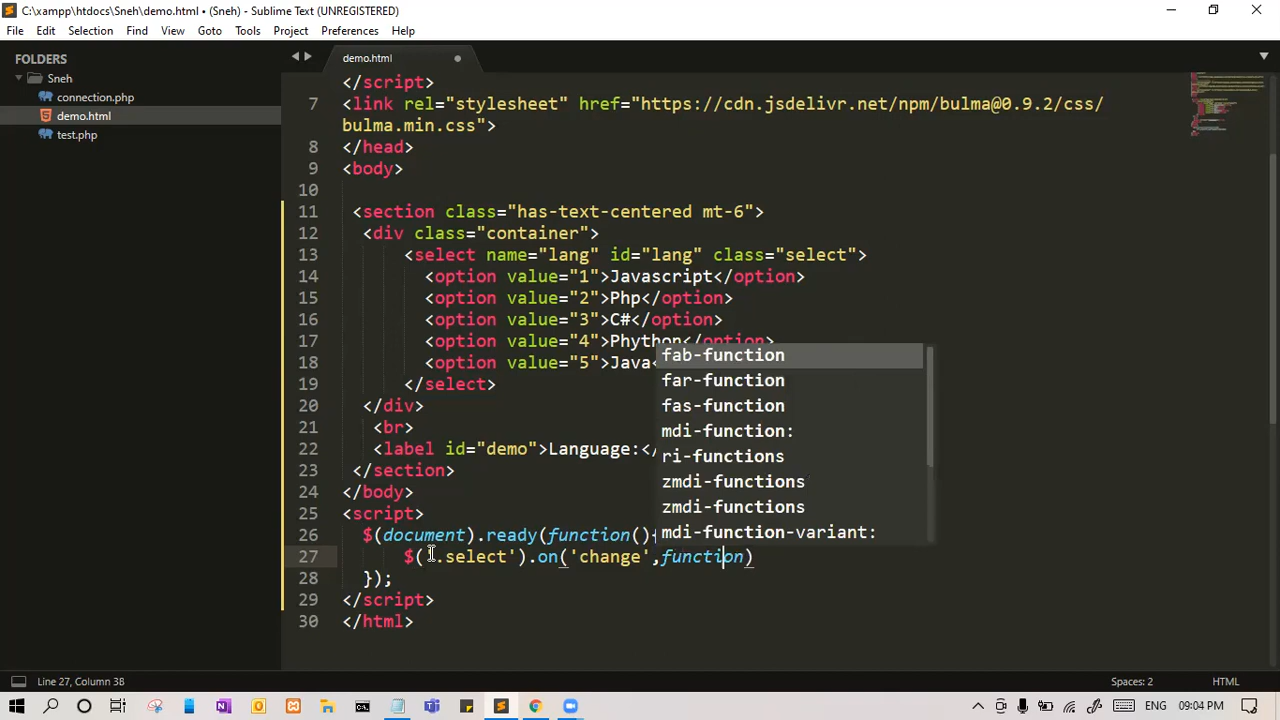 C:\xampp\htdocs\Sneh\demo.html • (Sneh) - Sublime Text (UNREGISTERED)
File Edit Selection Find View Goto Tools Project Preferences Help
FOLDERS
Sneh
connection.php
demo.html
test.php
demo.html
</script>
7 <link rel="stylesheet" href="https://cdn.jsdelivr.net/npm/bulma@0.9.2/css/
bulma.min.css">
8 </head>
9 <body>
10
11 <section class="has-text-centered mt-6">
12 <div class="container">
13 <select name="lang" id="lang" class="select">
14 <option value="1">Javascript</option>
15 <option value="2">Php</option>
16 <option value="3">C#</option>
17 <option value="4">Phython</option>
18 <option value="5">Java<
19 </select>
20 </div>
21 <br>
22 <label id="demo">Language:</
23 </section>
24 </body>
25 <script>
26 $(document).ready(function(){
27 $('.select').on('change',function)
28 });
29 </script>
30 </html>
fab-function
far-function
fas-function
mdi-function:
ri-functions
zmdi-functions
zmdi-functions
mdi-function-variant:
Line 27, Column 38
Spaces: 2
HTML
ENG
09:04 PM